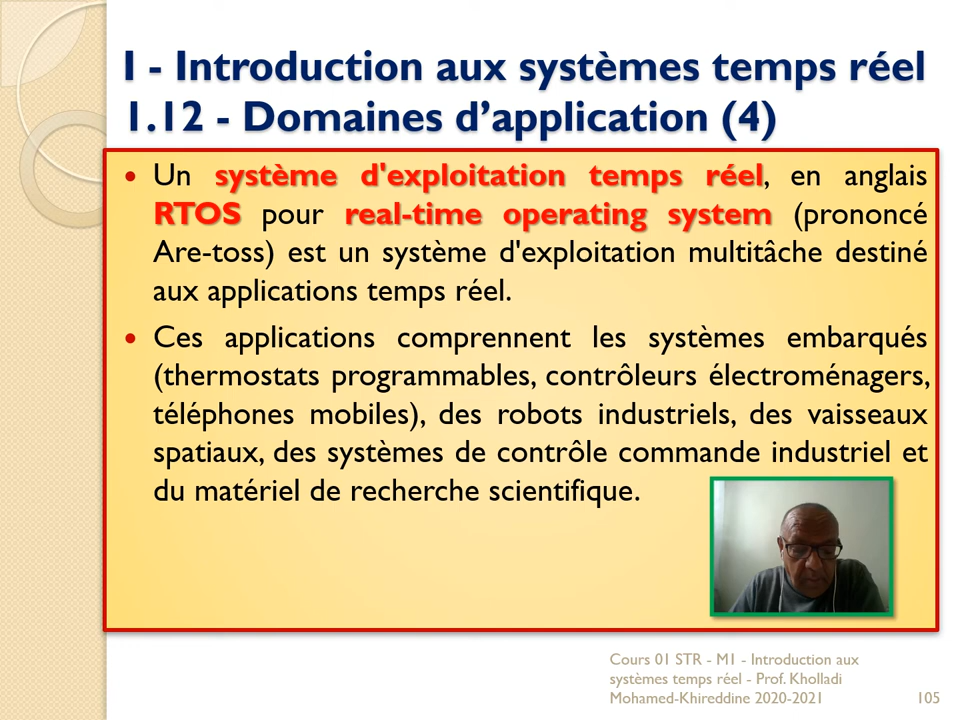 I - Introduction aux systèmes temps réel
1.12 - Domaines d’application (4)
Un système d'exploitation temps réel, en anglais
RTOS pour real-time operating system (prononcé
Are-toss) est un système d'exploitation multitâche destiné
aux applications temps réel.
Ces applications comprennent les systèmes embarqués
(thermostats programmables, contrôleurs électroménagers,
téléphones mobiles), des robots industriels, des vaisseaux
spatiaux, des systèmes de contrôle commande industriel et
du matériel de recherche scientifique.
Cours 01 STR - M1 - Introduction aux
systèmes temps réel - Prof. Kholladi
Mohamed-Khireddine 2020-2021
105